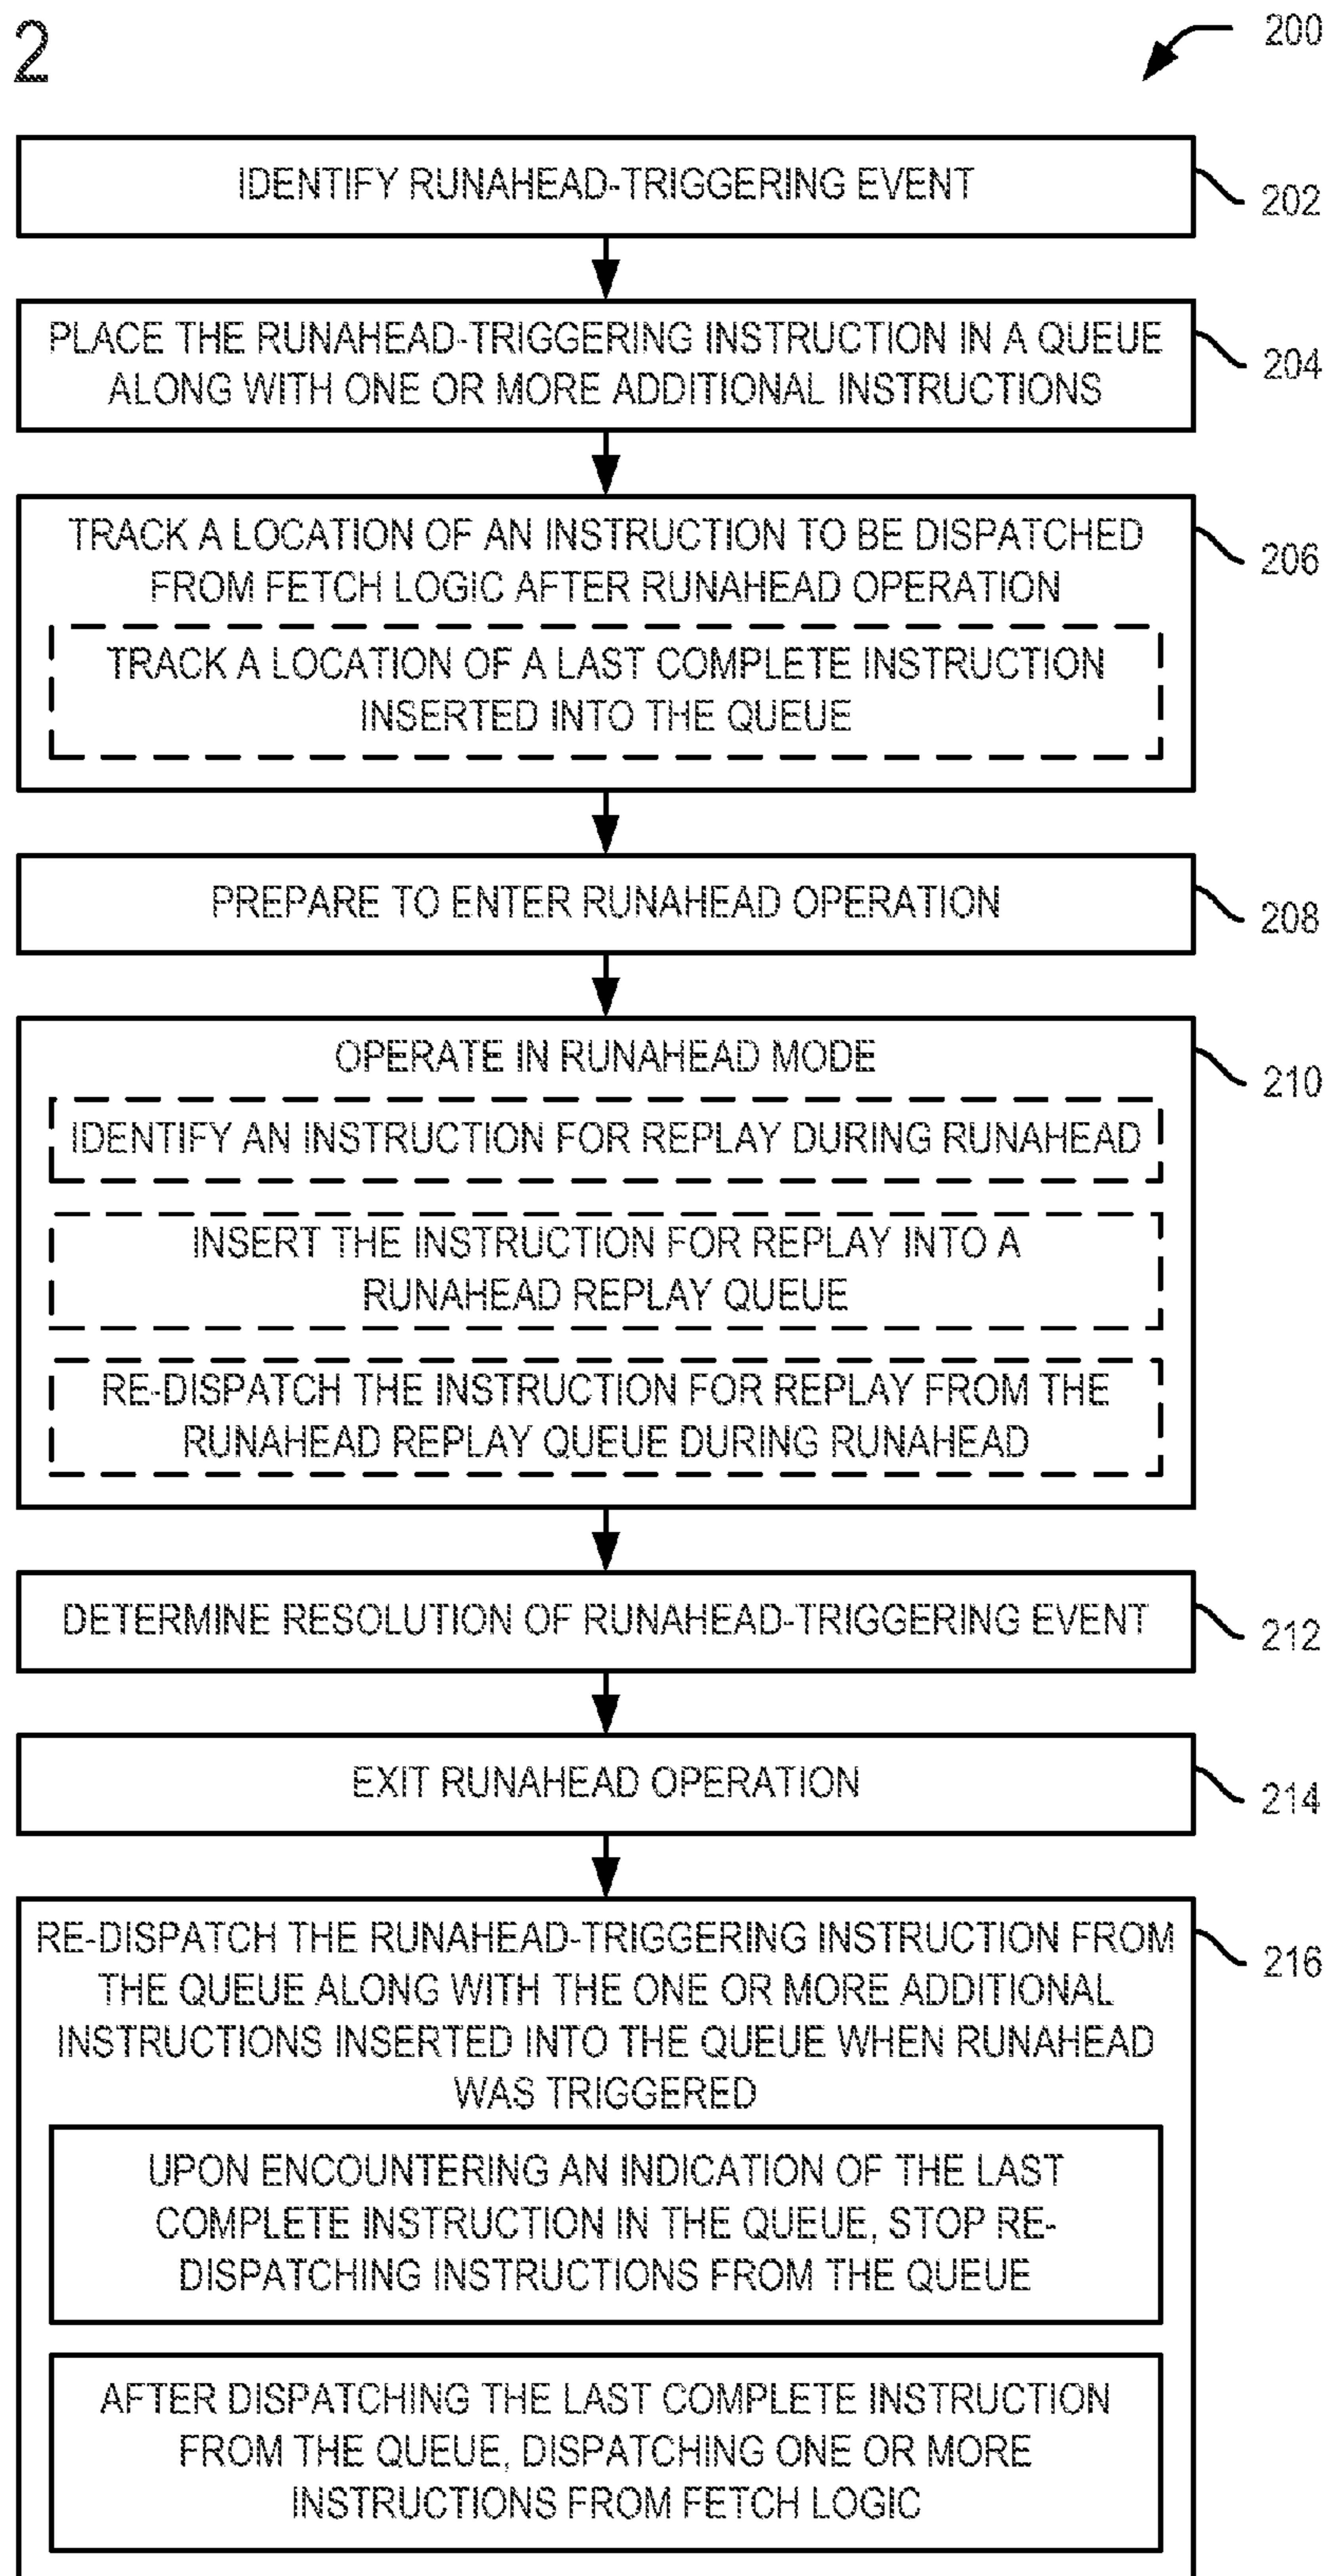 2
200
IDENTIFY RUNAHEAD-TRIGGERING EVENT
202
PLACE THE RUNAHEAD-TRIGGERING INSTRUCTION IN A QUEUE
ALONG WITH ONE OR MORE ADDITIONAL INSTRUCTIONS
204
TRACK A LOCATION OF AN INSTRUCTION TO BE DISPATCHED
FROM FETCH LOGIC AFTER RUNAHEAD OPERATION
206
TRACK A LOCATION OF A LAST COMPLETE INSTRUCTION
INSERTED INTO THE QUEUE
PREPARE TO ENTER RUNAHEAD OPERATION
208
OPERATE IN RUNAHEAD MODE
210
IDENTIFY AN INSTRUCTION FOR REPLAY DURING RUNAHEAD
INSERT THE INSTRUCTION FOR REPLAY INTO A
RUNAHEAD REPLAY QUEUE
RE-DISPATCH THE INSTRUCTION FOR REPLAY FROM THE
RUNAHEAD REPLAY QUEUE DURING RUNAHEAD
DETERMINE RESOLUTION OF RUNAHEAD-TRIGGERING EVENT
212
EXIT RUNAHEAD OPERATION
214
RE-DISPATCH THE RUNAHEAD-TRIGGERING INSTRUCTION FROM
THE QUEUE ALONG WITH THE ONE OR MORE ADDITIONAL
INSTRUCTIONS INSERTED INTO THE QUEUE WHEN RUNAHEAD
WAS TRIGGERED
216
UPON ENCOUNTERING AN INDICATION OF THE LAST
COMPLETE INSTRUCTION IN THE QUEUE, STOP RE-
DISPATCHING INSTRUCTIONS FROM THE QUEUE
AFTER DISPATCHING THE LAST COMPLETE INSTRUCTION
FROM THE QUEUE, DISPATCHING ONE OR MORE
INSTRUCTIONS FROM FETCH LOGIC